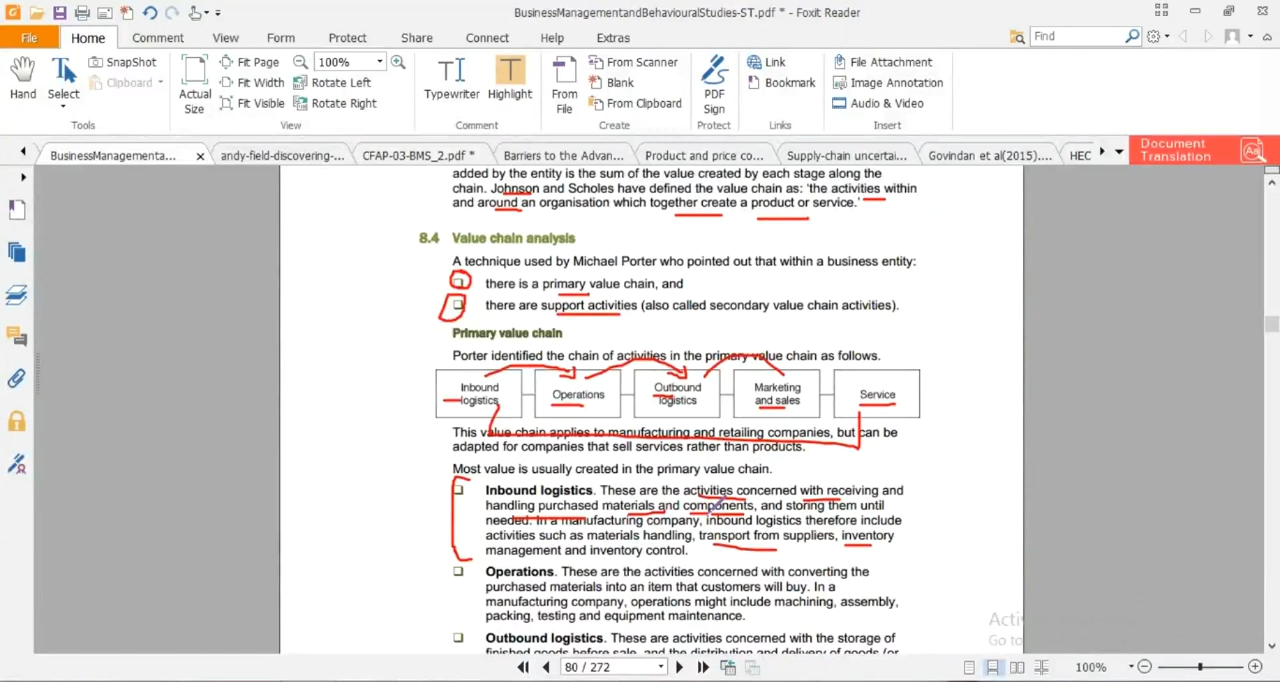 BusinessManagementandBehaviouralStudies-ST.pdf * - Foxit Reader
File Home Comment View Form Protect Share Connect Help Extras Find
Hand Select SnapShot Clipboard Actual Size Fit Page Fit Width Fit Visible 100% Rotate Left Rotate Right Typewriter Highlight From File From Scanner Blank From Clipboard PDF Sign Link Bookmark File Attachment Image Annotation Audio & Video
Tools View Comment Create Protect Links Insert
BusinessManagementa... x andy-field-discovering-... CFAP-03-BMS_2.pdf * Barriers to the Advan... Product and price co... Supply-chain uncertai... Govindan et al(2015).... HEC Document Translation
added by the entity is the sum of the value created by each stage along the
chain. Johnson and Scholes have defined the value chain as: ‘the activities within
and around an organisation which together create a product or service.’
8.4 Value chain analysis
A technique used by Michael Porter who pointed out that within a business entity:
there is a primary value chain, and
there are support activities (also called secondary value chain activities).
Primary value chain
Porter identified the chain of activities in the primary value chain as follows.
Inbound logistics Operations Outbound logistics Marketing and sales Service
This value chain applies to manufacturing and retailing companies, but can be
adapted for companies that sell services rather than products.
Most value is usually created in the primary value chain.
Inbound logistics. These are the activities concerned with receiving and
handling purchased materials and components, and storing them until
needed. In a manufacturing company, inbound logistics therefore include
activities such as materials handling, transport from suppliers, inventory
management and inventory control.
Operations. These are the activities concerned with converting the
purchased materials into an item that customers will buy. In a
manufacturing company, operations might include machining, assembly,
packing, testing and equipment maintenance.
Outbound logistics. These are activities concerned with the storage of
finished goods before sale, and the distribution and delivery of goods (or
Activ
Go to
80 / 272 100%